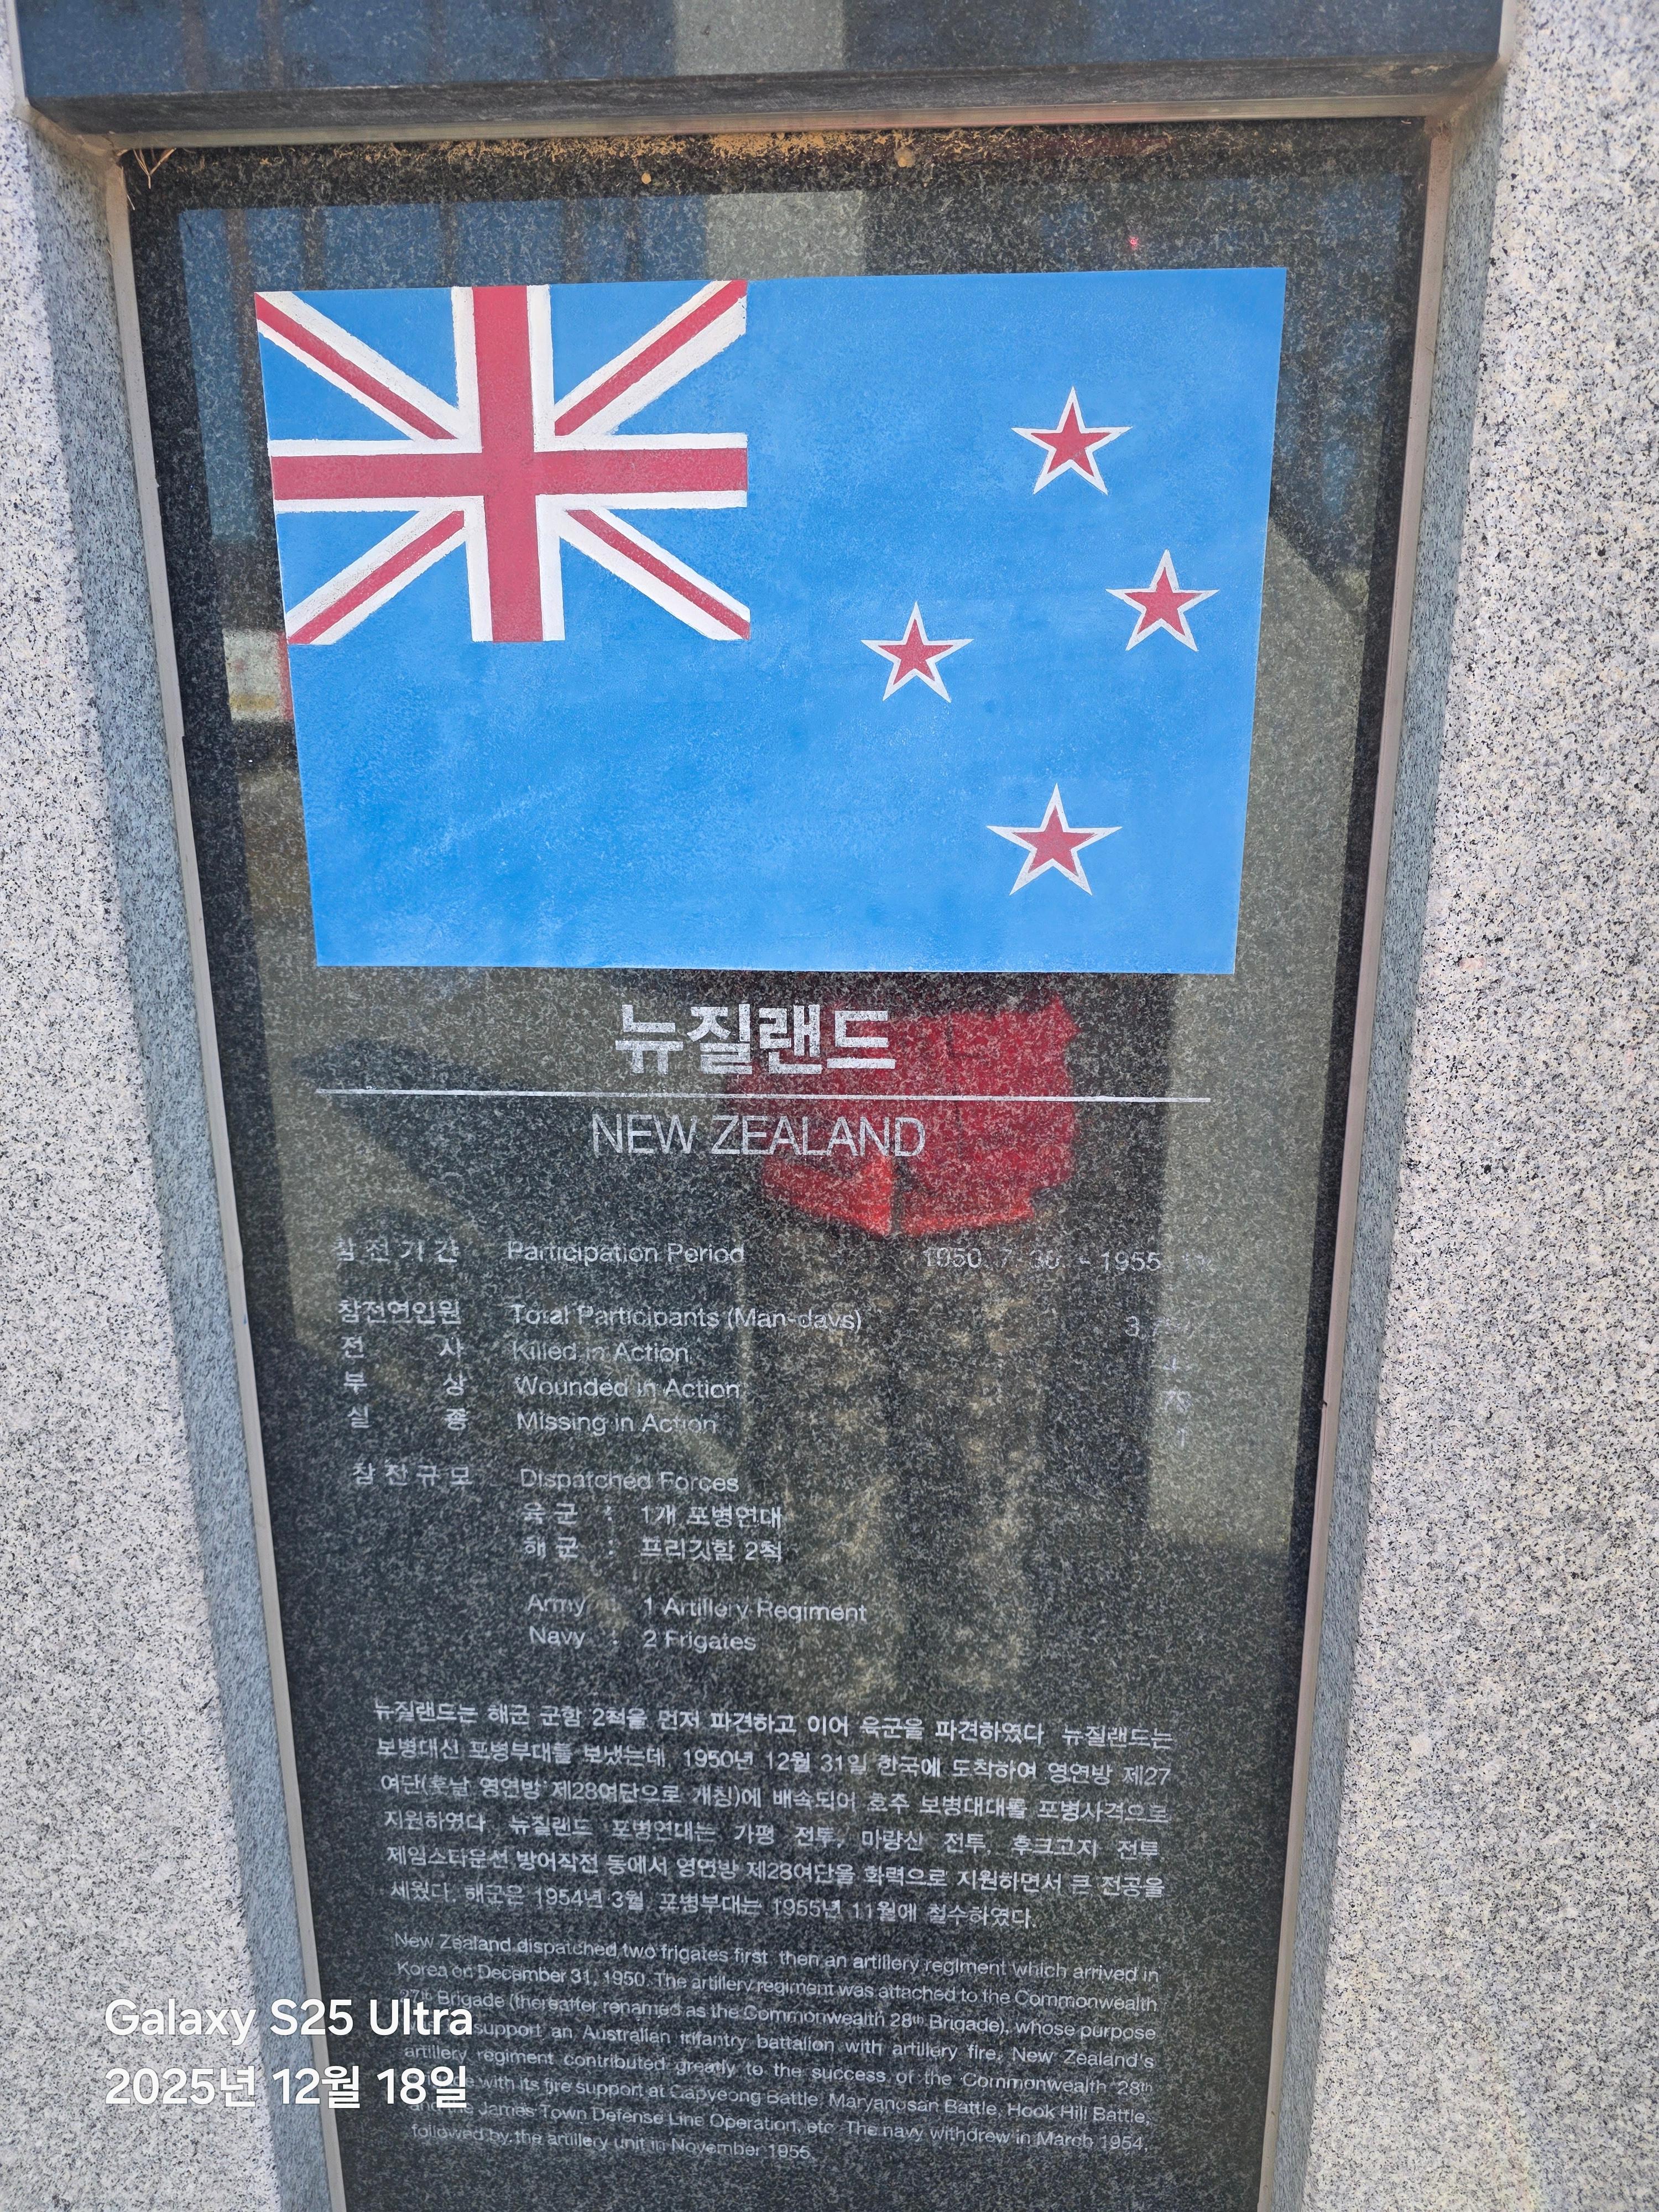 뉴질랜드
NEW ZEALAND
참전기간 Participation Period 1950. 7. 30. - 1955
참전연인원 Total Participants (Man-days)
전 사 Killed in Action
부 상 Wounded in Action
실 종 Missing in Action 1
참전규모 Dispatched Forces
육 군 : 1개 포병연대
해 군 : 프리깃함 2척
Army : 1 Artillery Regiment
Navy : 2 Frigates
뉴질랜드는 해군 군함 2척을 먼저 파견하고 이어 육군을 파견하였다. 뉴질랜드는
보병대신 포병부대를 보냈는데, 1950년 12월 31일 한국에 도착하여 영연방 제27
여단(훗날 영연방 제28여단으로 개칭)에 배속되어 호주 보병대대를 포병사격으로
지원하였다. 뉴질랜드 포병연대는 가평 전투, 마량산 전투, 후크고지 전투,
제임스타운선 방어작전 등에서 영연방 제28여단을 화력으로 지원하면서 큰 전공을
세웠다. 해군은 1954년 3월, 포병부대는 1955년 11월에 철수하였다.
New Zealand dispatched two frigates first, then an artillery regiment which arrived in
Korea on December 31, 1950. The artillery regiment was attached to the Commonwealth
Brigade (thereafter renamed as the Commonwealth 28th Brigade), whose purpose
support an Australian infantry battalion with artillery fire. New Zealand's
artillery regiment contributed greatly to the success of the Commonwealth 28th
with its fire support at Gapyeong Battle, Maryangsan Battle, Hook Hill Battle,
and the James Town Defense Line Operation, etc. The navy withdrew in March 1954,
followed by the artillery unit in November 1955.
Galaxy S25 Ultra
2025년 12월 18일